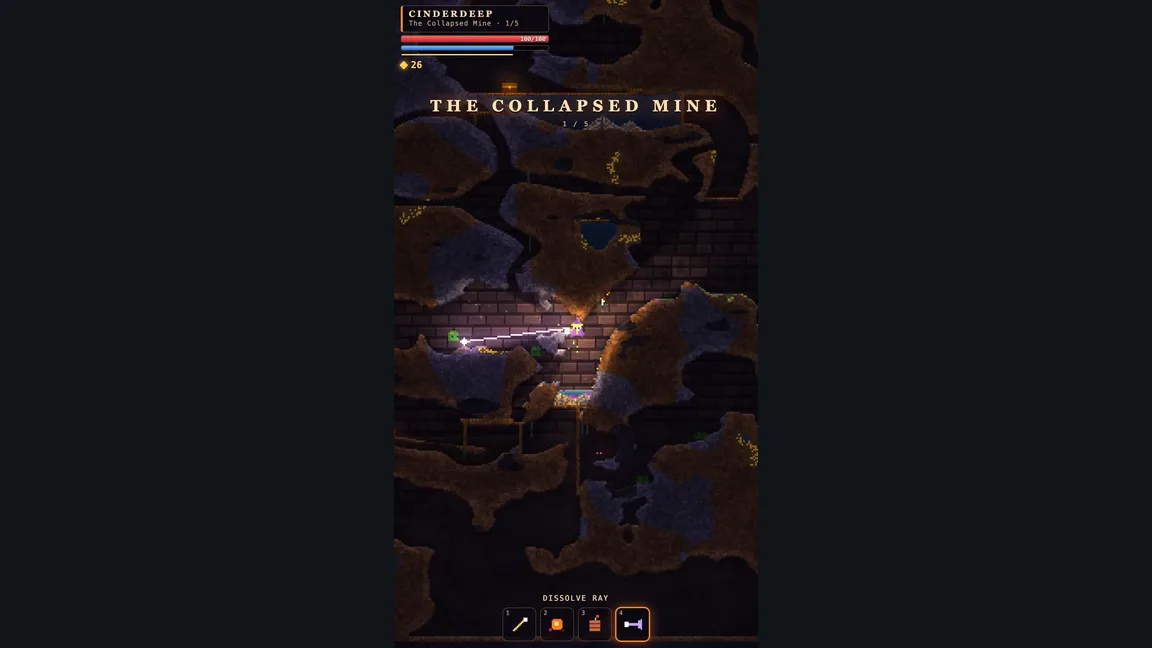 CINDERDEEP
The Collapsed Mine · 1/5
100/100
26
THE COLLAPSED MINE
1 / 5
DISSOLVE RAY
1 2 3 4